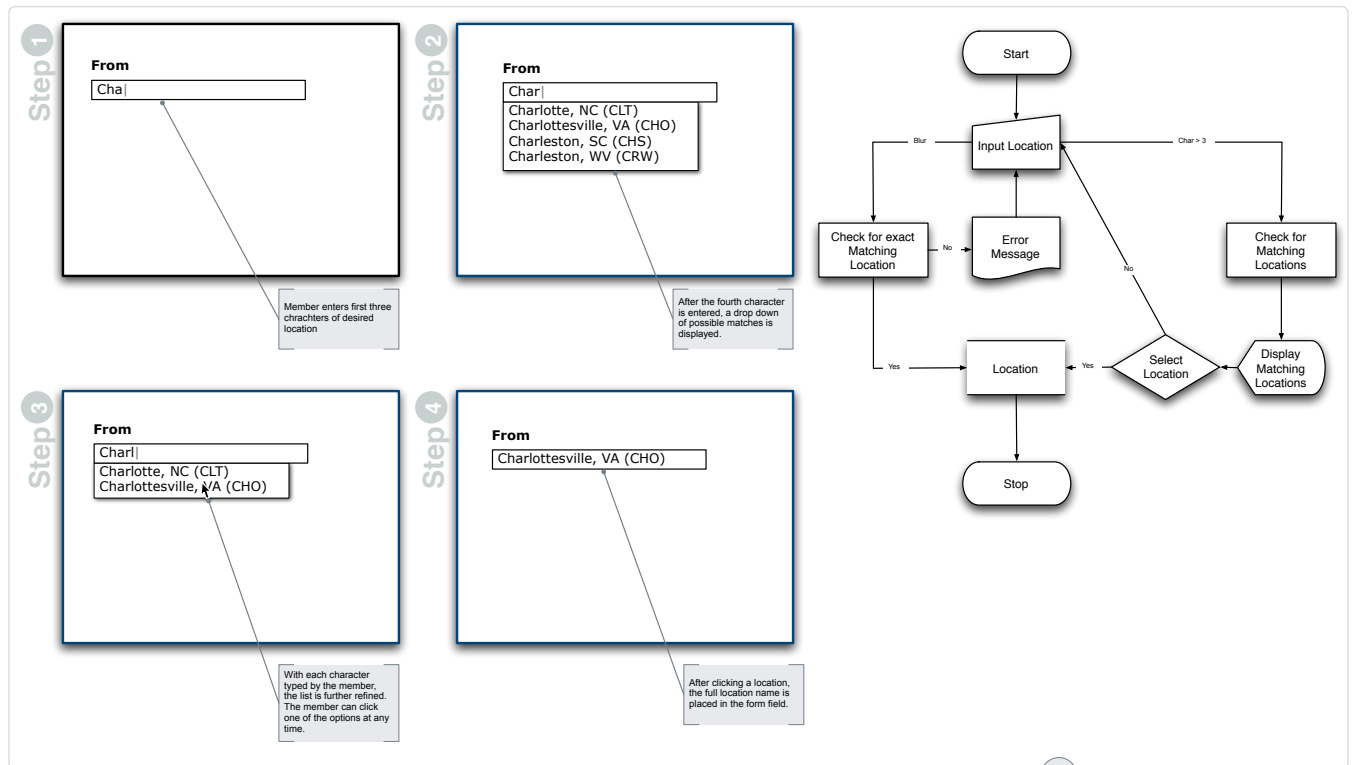 Step 1
From
Cha
Member enters first three
chrachters of desired
location
Step 2
From
Char
Charlotte, NC (CLT)
Charlottesville, VA (CHO)
Charleston, SC (CHS)
Charleston, WV (CRW)
After the fourth character
is entered, a drop down
of possible matches is
displayed.
Step 3
From
Charl
Charlotte, NC (CLT)
Charlottesville, VA (CHO)
With each character
typed by the member,
the list is further refined.
The member can click
one of the options at any
time.
Step 4
From
Charlottesville, VA (CHO)
After clicking a location,
the full location name is
placed in the form field.
Start
Blur
Input Location
Char > 3
Check for exact
Matching
Location
No
Error
Message
No
Check for
Matching
Locations
Yes
Location
Yes
Select
Location
Display
Matching
Locations
Stop